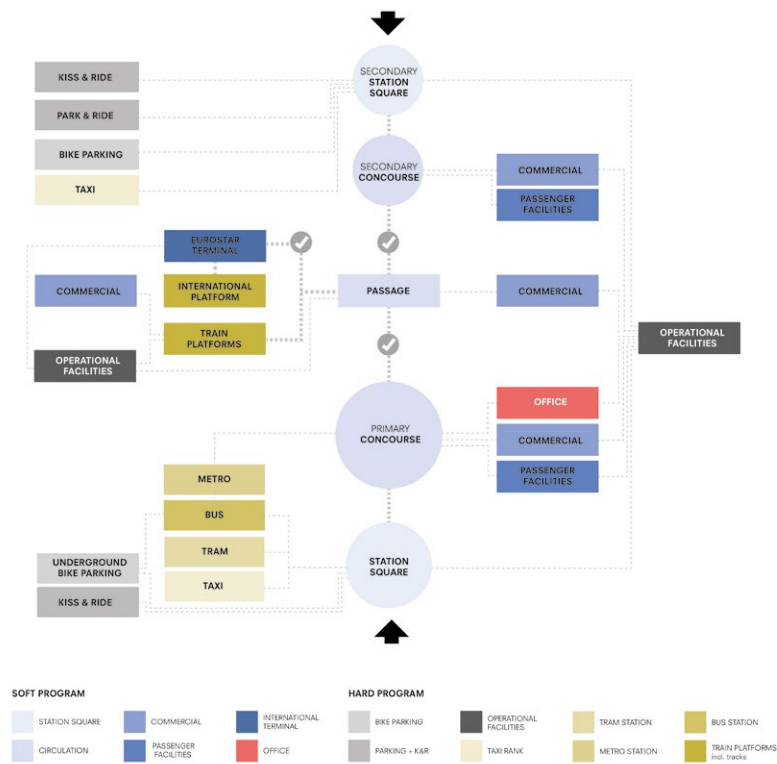 SECONDARY
STATION
SQUARE
KISS & RIDE
PARK & RIDE
BIKE PARKING
TAXI
SECONDARY
CONCOURSE
COMMERCIAL
PASSENGER
FACILITIES
EUROSTAR
TERMINAL
INTERNATIONAL
PLATFORM
COMMERCIAL
PASSAGE
COMMERCIAL
TRAIN
PLATFORMS
OPERATIONAL
FACILITIES
OPERATIONAL
FACILITIES
PRIMARY
CONCOURSE
OFFICE
COMMERCIAL
PASSENGER
FACILITIES
METRO
BUS
TRAM
TAXI
UNDERGROUND
BIKE PARKING
KISS & RIDE
STATION
SQUARE
SOFT PROGRAM
STATION SQUARE
COMMERCIAL
INTERNATIONAL
TERMINAL
CIRCULATION
PASSENGER
FACILITIES
OFFICE
HARD PROGRAM
BIKE PARKING
OPERATIONAL
FACILITIES
TRAM STATION
BUS STATION
PARKING + K&R
TAXI RANK
METRO STATION
TRAIN PLATFORMS
incl. tracks